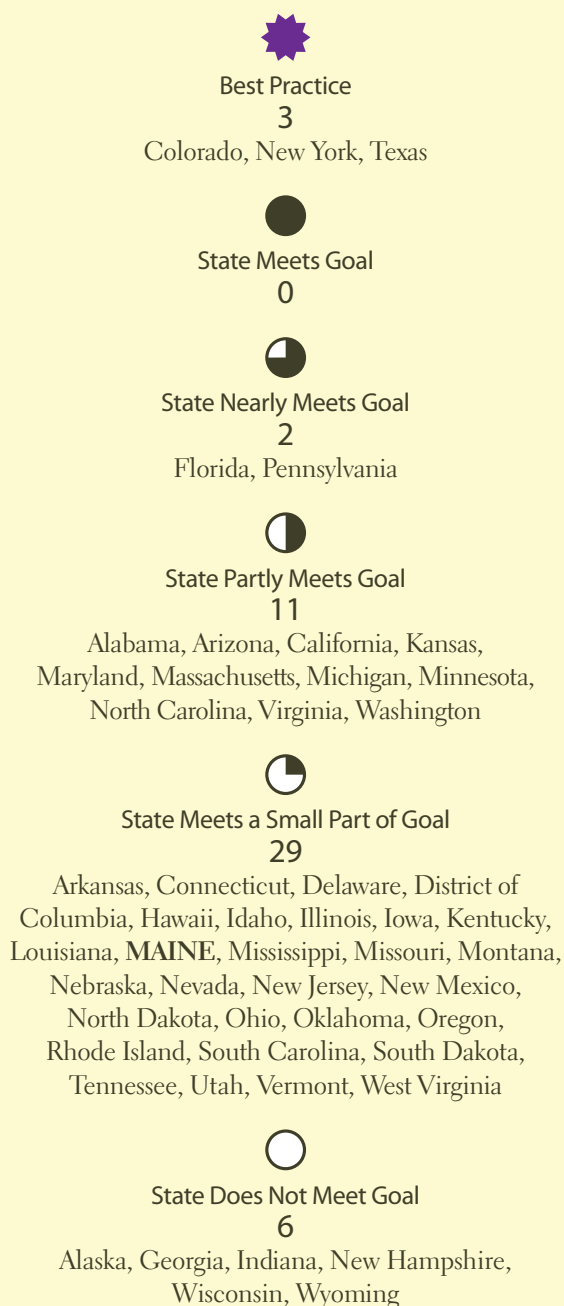 Best Practice
3
Colorado, New York, Texas
State Meets Goal
0
State Nearly Meets Goal
2
Florida, Pennsylvania
State Partly Meets Goal
11
Alabama, Arizona, California, Kansas,
Maryland, Massachusetts, Michigan, Minnesota,
North Carolina, Virginia, Washington
State Meets a Small Part of Goal
29
Arkansas, Connecticut, Delaware, District of
Columbia, Hawaii, Idaho, Illinois, Iowa, Kentucky,
Louisiana, MAINE, Mississippi, Missouri, Montana,
Nebraska, Nevada, New Jersey, New Mexico,
North Dakota, Ohio, Oklahoma, Oregon,
Rhode Island, South Carolina, South Dakota,
Tennessee, Utah, Vermont, West Virginia
State Does Not Meet Goal
6
Alaska, Georgia, Indiana, New Hampshire,
Wisconsin, Wyoming